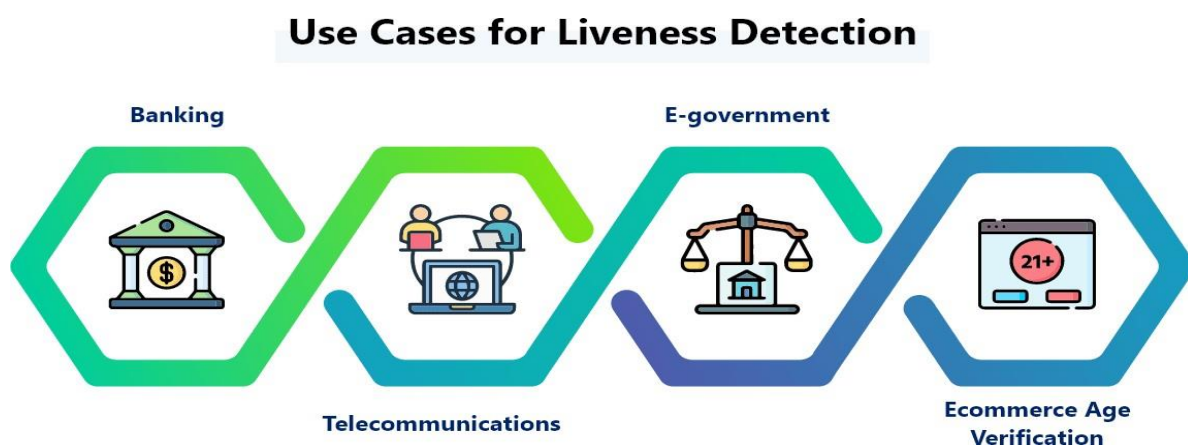 Use Cases for Liveness Detection
Banking
E-government
$
21+
Telecommunications
Ecommerce Age
Verification